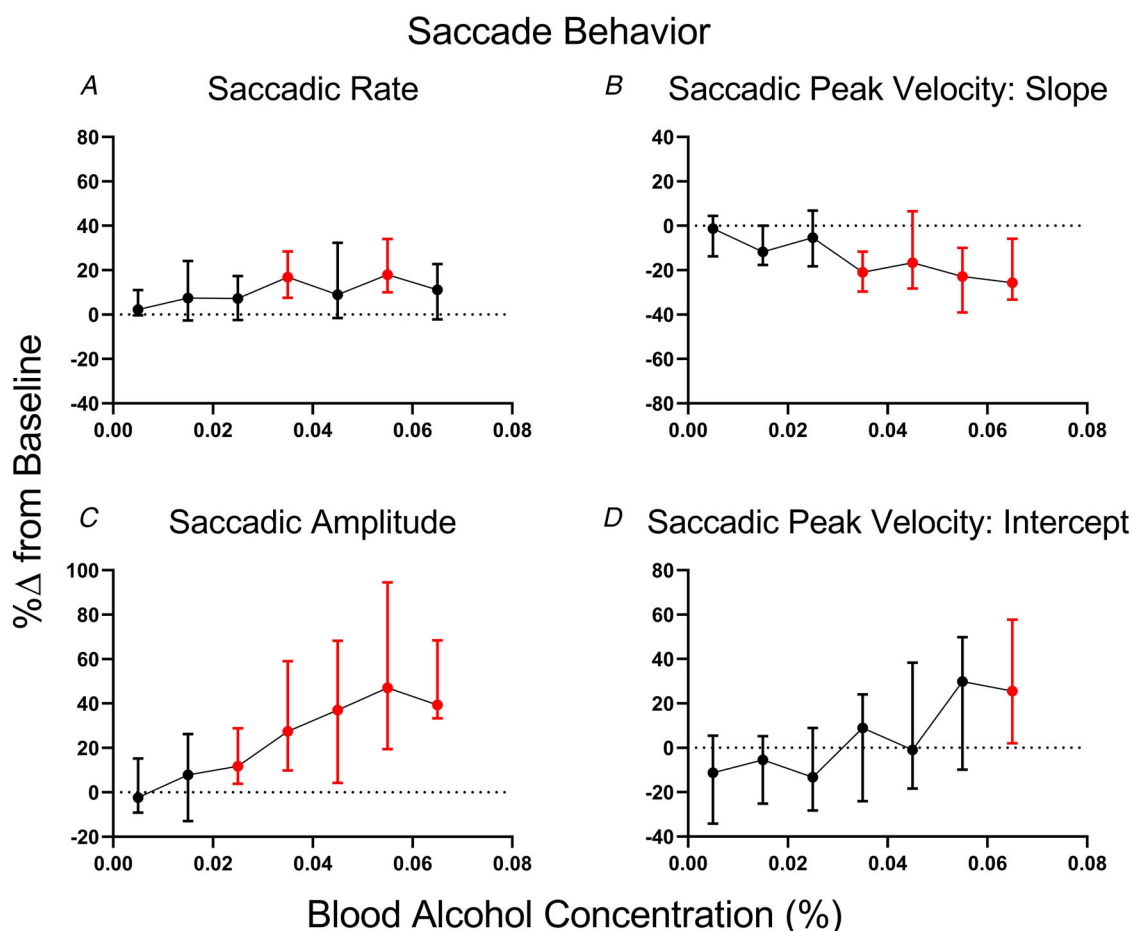 Saccade Behavior
A Saccadic Rate
80
60
40
20
0
-20
-40
0.00 0.02 0.04 0.06 0.08
B Saccadic Peak Velocity: Slope
40
20
0
-20
-40
-60
-80
0.00 0.02 0.04 0.06 0.08
%Δ from Baseline
C Saccadic Amplitude
100
80
60
40
20
0
-20
0.00 0.02 0.04 0.06 0.08
D Saccadic Peak Velocity: Intercept
80
60
40
20
0
-20
-40
0.00 0.02 0.04 0.06 0.08
Blood Alcohol Concentration (%)